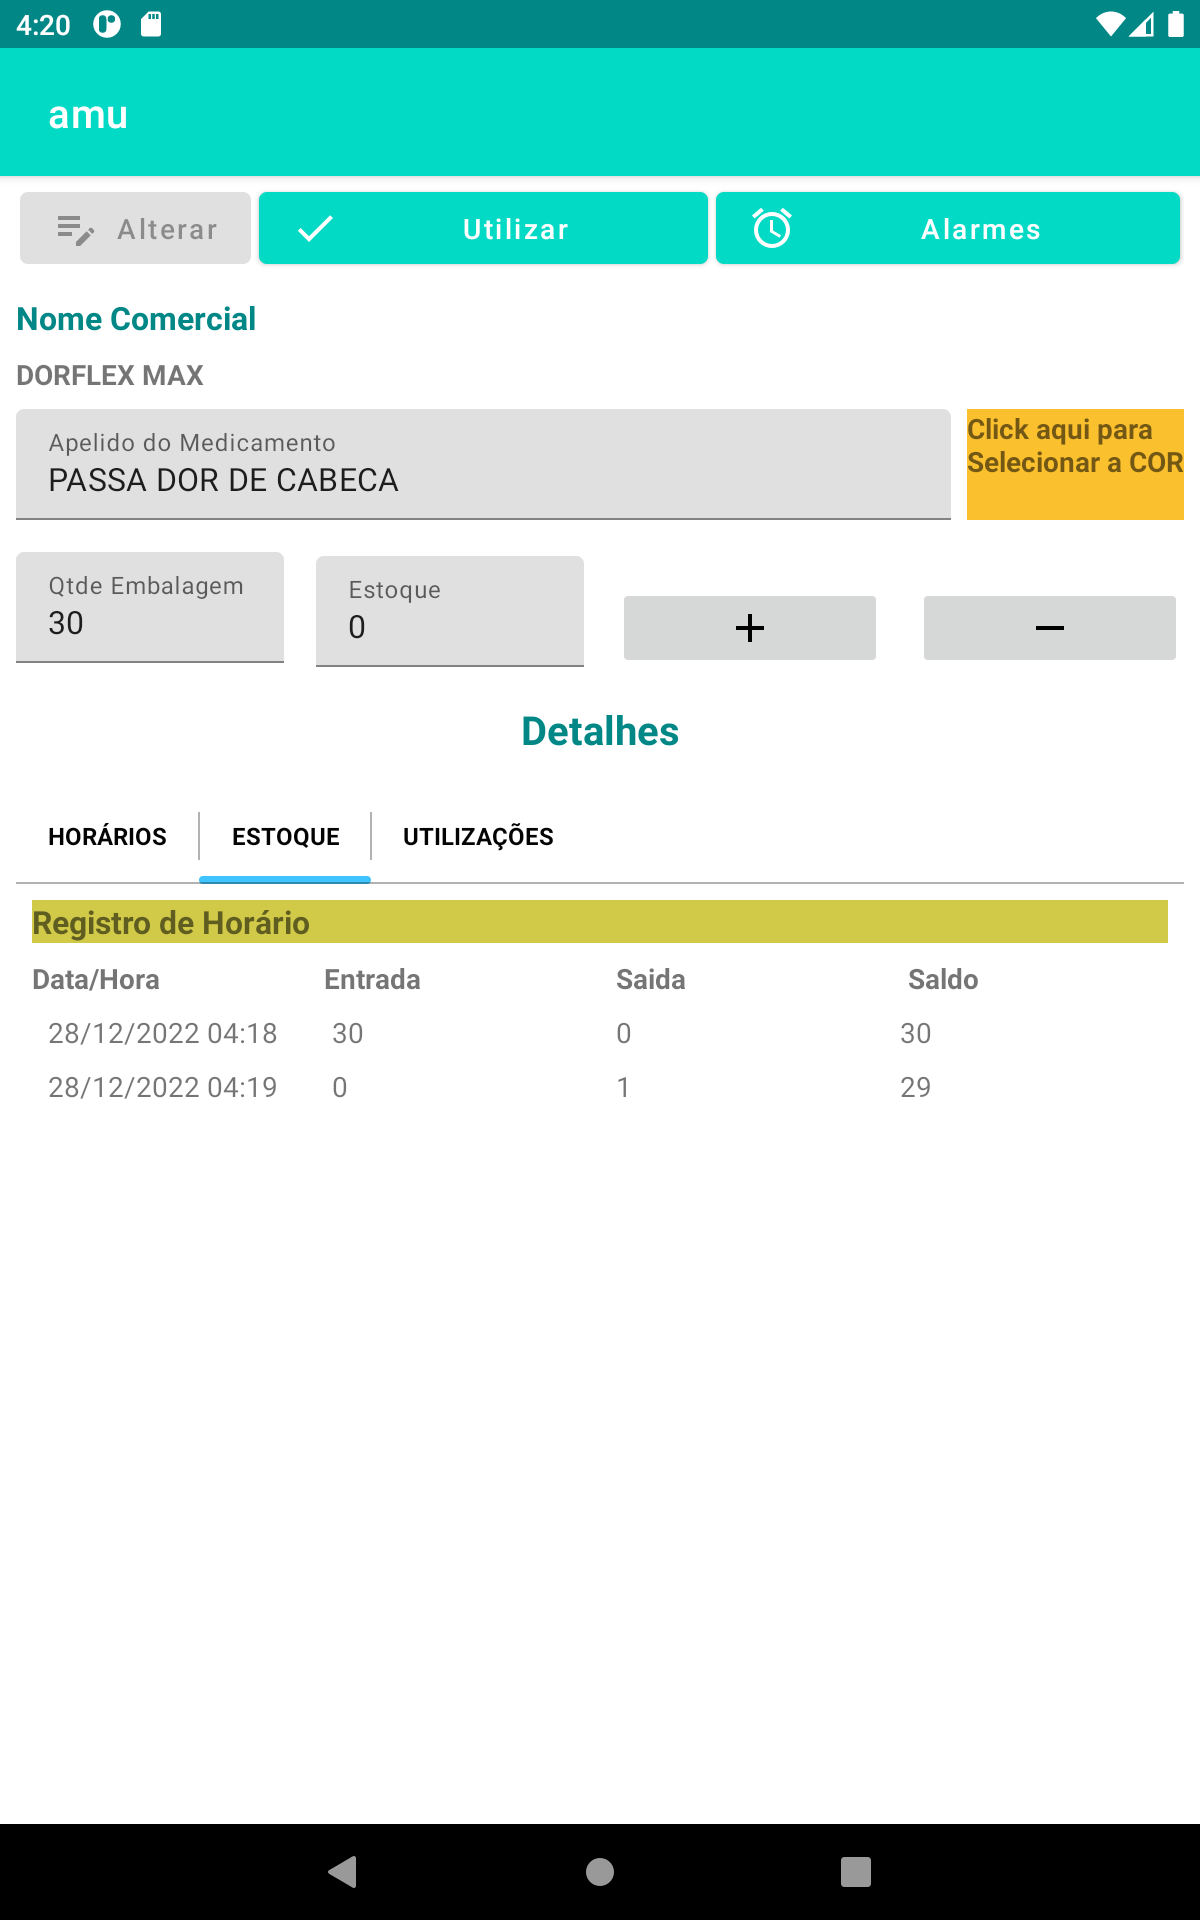 4:20
amu
Alterar
Utilizar
Alarmes
Nome Comercial
DORFLEX MAX
Apelido do Medicamento
PASSA DOR DE CABECA
Click aqui para
Selecionar a COR
Qtde Embalagem
30
Estoque
0
+
−
Detalhes
HORÁRIOS
ESTOQUE
UTILIZAÇÕES
Registro de Horário
Data/Hora Entrada Saida Saldo
28/12/2022 04:18 30 0 30
28/12/2022 04:19 0 1 29